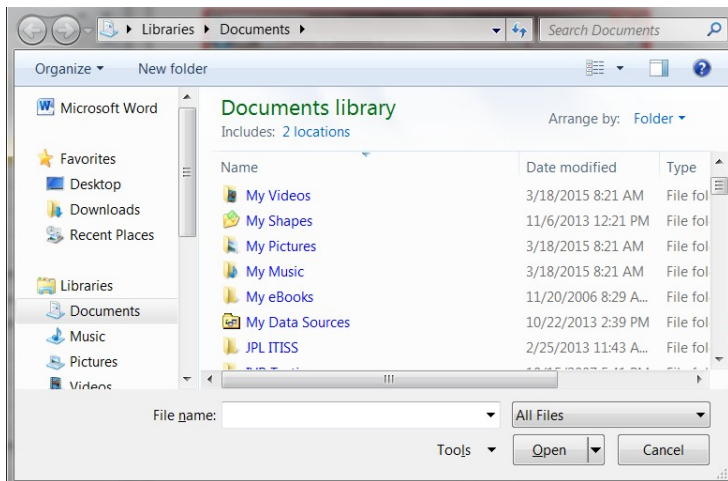 Libraries Documents Search Documents
Organize New folder
Microsoft Word
Favorites
Desktop
Downloads
Recent Places
Libraries
Documents
Music
Pictures
Videos
Documents library
Includes: 2 locations
Arrange by: Folder
Name Date modified Type
My Videos 3/18/2015 8:21 AM File fol
My Shapes 11/6/2013 12:21 PM File fol
My Pictures 3/18/2015 8:21 AM File fol
My Music 3/18/2015 8:21 AM File fol
My eBooks 11/20/2006 8:29 A... File fol
My Data Sources 10/22/2013 2:39 PM File fol
JPL ITISS 2/25/2013 11:43 A... File fol
File name: All Files
Tools Open Cancel